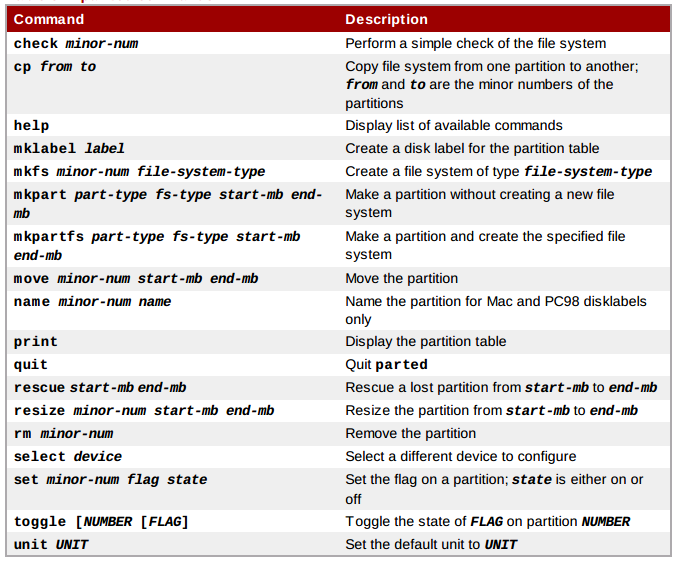 Command Description
check minor-num Perform a simple check of the file system
cp from to Copy file system from one partition to another;
from and to are the minor numbers of the
partitions
help Display list of available commands
mklabel label Create a disk label for the partition table
mkfs minor-num file-system-type Create a file system of type file-system-type
mkpart part-type fs-type start-mb end- Make a partition without creating a new file
mb system
mkpartfs part-type fs-type start-mb Make a partition and create the specified file
end-mb system
move minor-num start-mb end-mb Move the partition
name minor-num name Name the partition for Mac and PC98 disklabels
only
print Display the partition table
quit Quit parted
rescue start-mb end-mb Rescue a lost partition from start-mb to end-mb
resize minor-num start-mb end-mb Resize the partition from start-mb to end-mb
rm minor-num Remove the partition
select device Select a different device to configure
set minor-num flag state Set the flag on a partition; state is either on or
off
toggle [NUMBER [FLAG] Toggle the state of FLAG on partition NUMBER
unit UNIT Set the default unit to UNIT